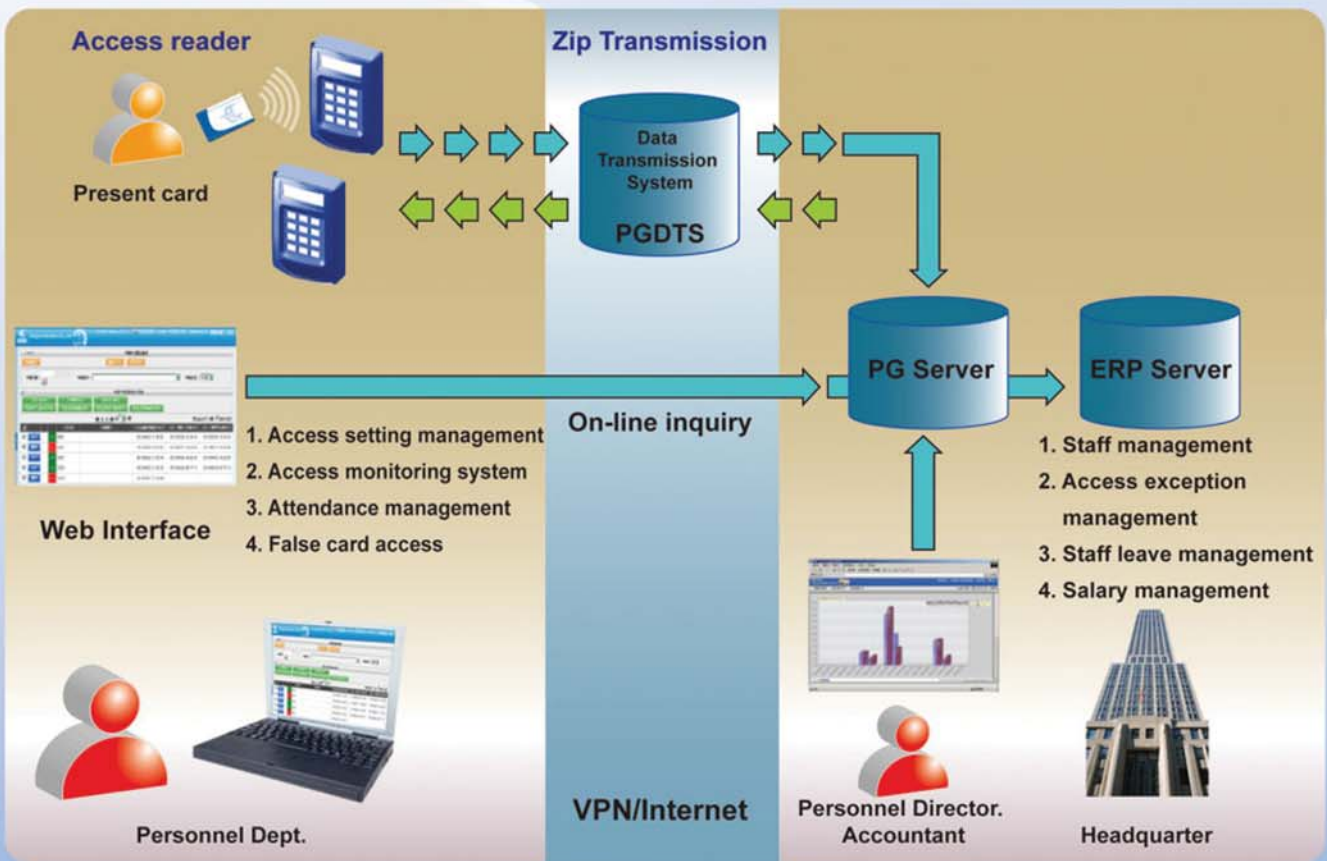 Access reader
Zip Transmission
Present card
Data
Transmission
System
PGDTS
PG Server
ERP Server
On-line inquiry
1. Access setting management
2. Access monitoring system
3. Attendance management
4. False card access
Web Interface
1. Staff management
2. Access exception
management
3. Staff leave management
4. Salary management
Personnel Dept.
VPN/Internet
Personnel Director.
Accountant
Headquarter